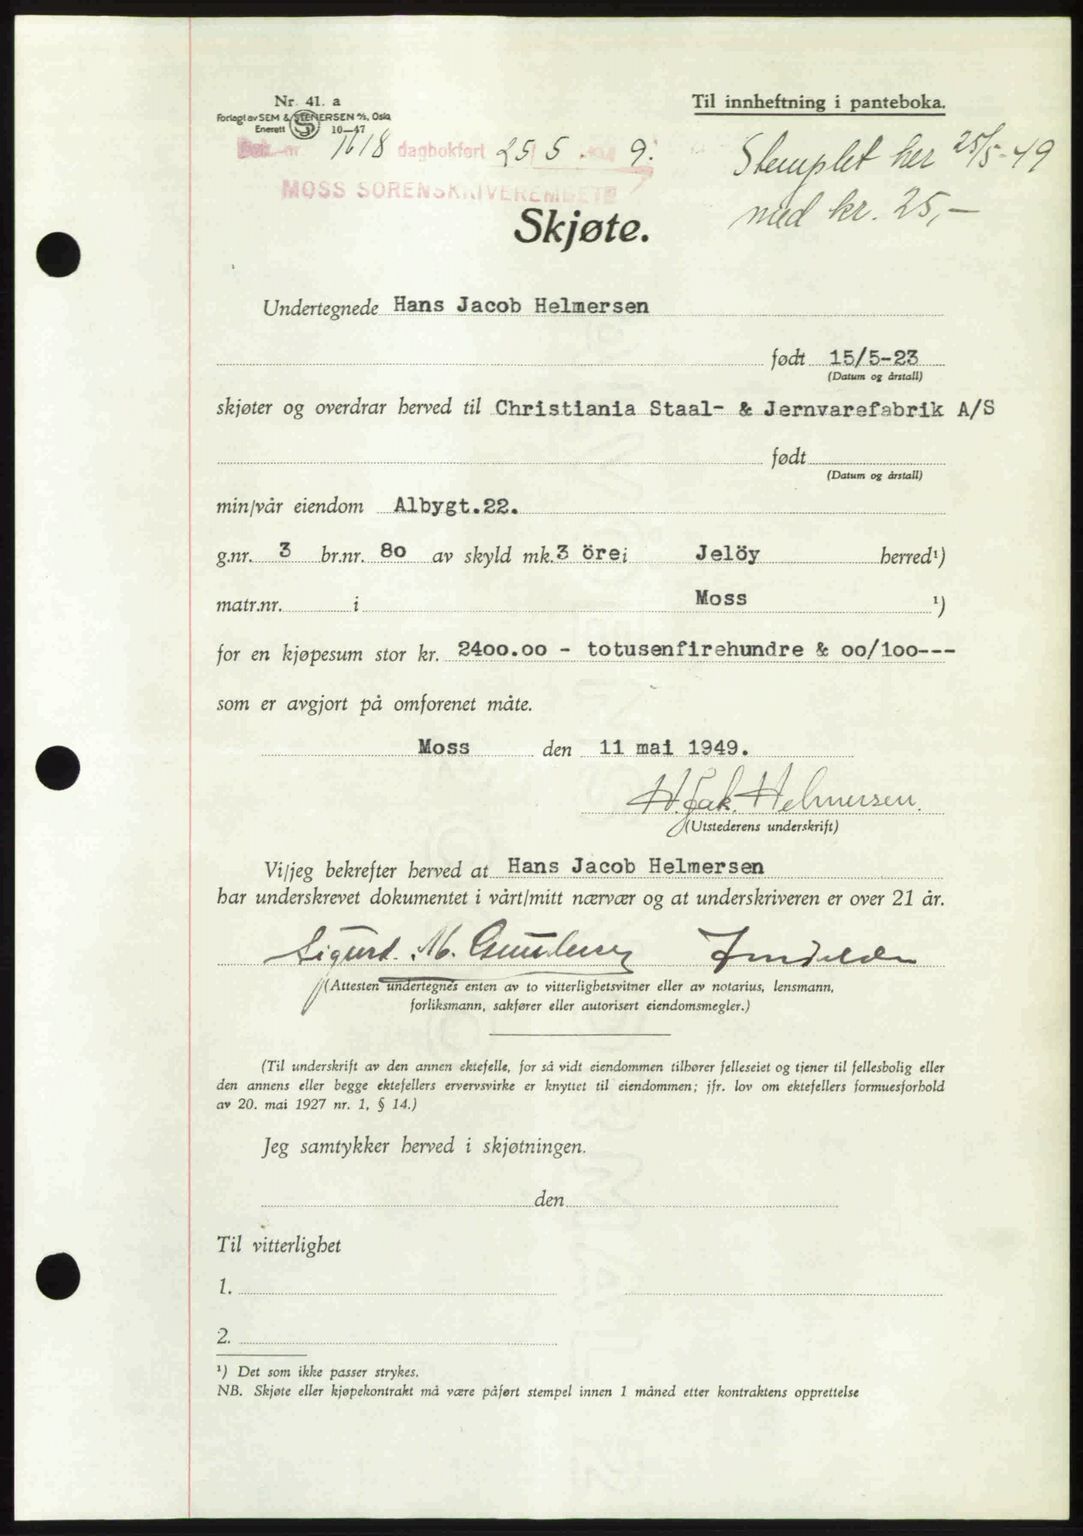 Nr. 41. a
Forlagt av SEM & STENERSEN A/S, Oslo
Enerett 10—47
Til innheftning i panteboka.
1618 dagbokført 25 5. 9.
MOSS SORENSKRIVEREMBETE
Stemplet her 25/5-49
med kr. 25,—
Skjøte.
Undertegnede Hans Jacob Helmersen
født 15/5-23
(Datum og årstall)
skjøter og overdrar herved til Christiania Staal- & Jernvarefabrik A/S
født
(Datum og årstall)
min/vår eiendom Albygt.22.
g.nr. 3 br.nr. 80 av skyld mk. 3 öre i Jelöy herred¹)
matr.nr. i Moss ¹)
for en kjøpesum stor kr. 2400.00 - totusenfirehundre & 00/100---
som er avgjort på omforenet måte.
Moss den 11 mai 1949.
H. Jak. Helmersen.
(Utstederens underskrift)
Vi/jeg bekrefter herved at Hans Jacob Helmersen
har underskrevet dokumentet i vårt/mitt nærvær og at underskriveren er over 21 år.
Sigurd M.
(Attesten undertegnes enten av to vitterlighetsvitner eller av notarius, lensmann,
forliksmann, sakfører eller autorisert eiendomsmegler.)
(Til underskrift av den annen ektefelle, for så vidt eiendommen tilhører felleseiet og tjener til fellesbolig eller
den annens eller begge ektefellers ervervsvirke er knyttet til eiendommen; jfr. lov om ektefellers formuesforhold
av 20. mai 1927 nr. 1, § 14.)
Jeg samtykker herved i skjøtningen.
den
Til vitterlighet
1.
2.
¹) Det som ikke passer strykes.
NB. Skjøte eller kjøpekontrakt må være påført stempel innen 1 måned etter kontraktens opprettelse